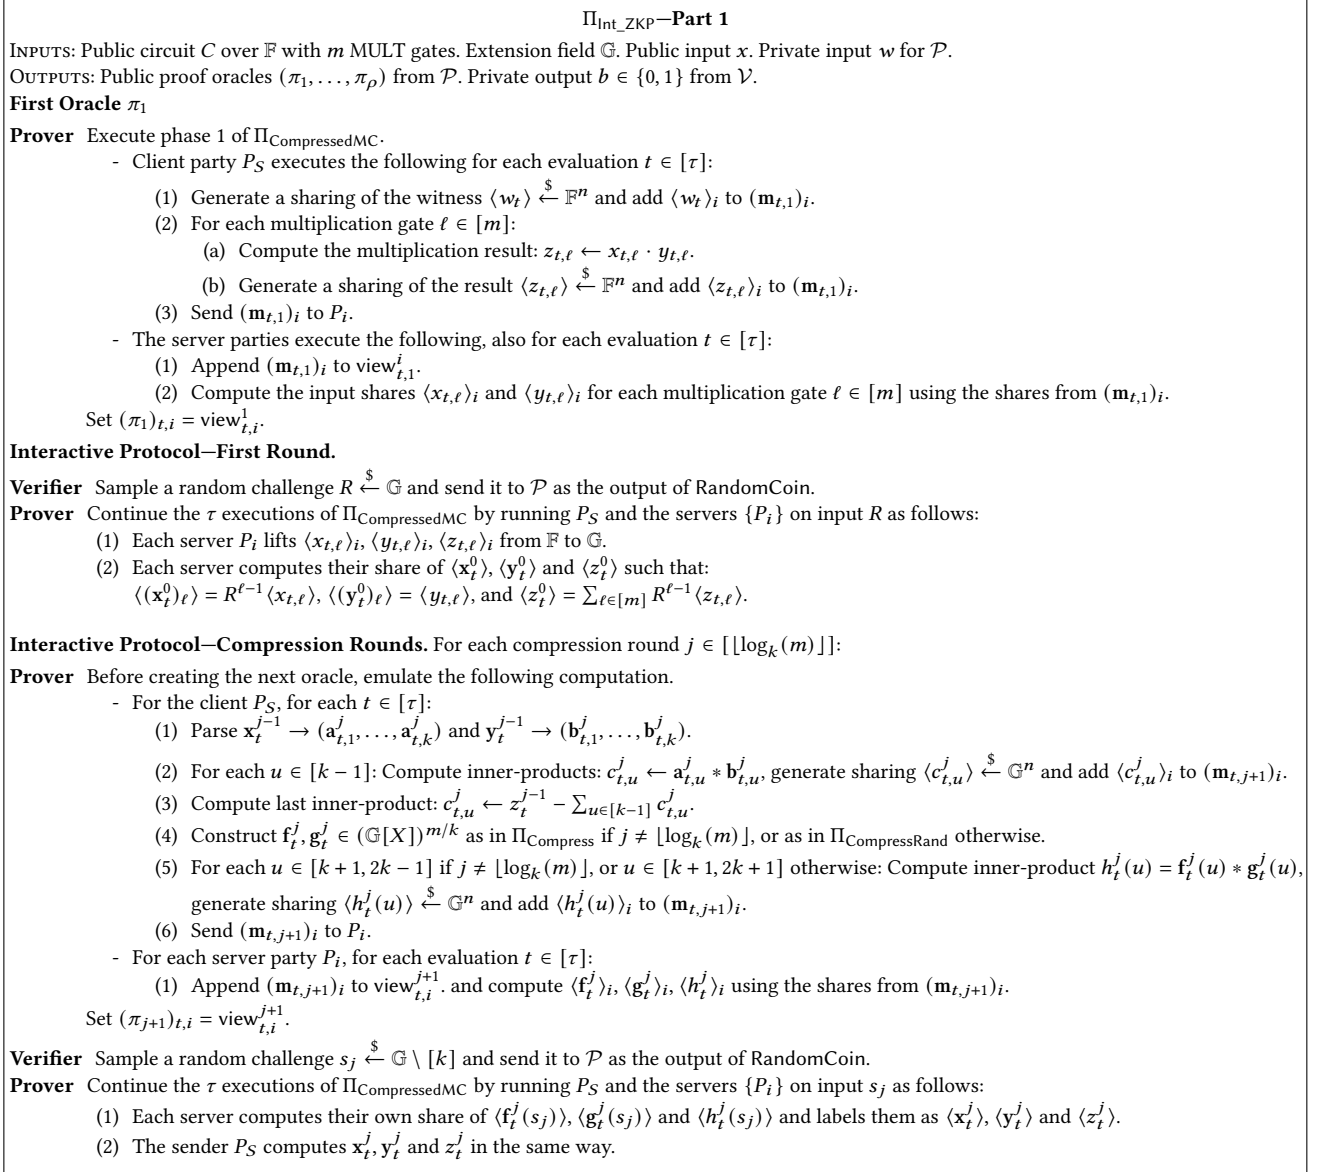 Π_Int_ZKP—Part 1
Inputs: Public circuit C over 𝔽 with m MULT gates. Extension field 𝔾. Public input x. Private input w for 𝒫.
Outputs: Public proof oracles (π₁, . . . , π_ρ) from 𝒫. Private output b ∈ {0, 1} from 𝒱.
First Oracle π₁
Prover Execute phase 1 of Π_CompressedMC.
- Client party P_S executes the following for each evaluation t ∈ [τ]:
(1) Generate a sharing of the witness ⟨w_t⟩ ←$ 𝔽^n and add ⟨w_t⟩_i to (m_{t,1})_i.
(2) For each multiplication gate ℓ ∈ [m]:
(a) Compute the multiplication result: z_{t,ℓ} ← x_{t,ℓ} · y_{t,ℓ}.
(b) Generate a sharing of the result ⟨z_{t,ℓ}⟩ ←$ 𝔽^n and add ⟨z_{t,ℓ}⟩_i to (m_{t,1})_i.
(3) Send (m_{t,1})_i to P_i.
- The server parties execute the following, also for each evaluation t ∈ [τ]:
(1) Append (m_{t,1})_i to view^i_{t,1}.
(2) Compute the input shares ⟨x_{t,ℓ}⟩_i and ⟨y_{t,ℓ}⟩_i for each multiplication gate ℓ ∈ [m] using the shares from (m_{t,1})_i.
Set (π₁)_{t,i} = view^1_{t,i}.
Interactive Protocol—First Round.
Verifier Sample a random challenge R ←$ 𝔾 and send it to 𝒫 as the output of RandomCoin.
Prover Continue the τ executions of Π_CompressedMC by running P_S and the servers {P_i} on input R as follows:
(1) Each server P_i lifts ⟨x_{t,ℓ}⟩_i, ⟨y_{t,ℓ}⟩_i, ⟨z_{t,ℓ}⟩_i from 𝔽 to 𝔾.
(2) Each server computes their share of ⟨x^0_t⟩, ⟨y^0_t⟩ and ⟨z^0_t⟩ such that:
⟨(x^0_t)_ℓ⟩ = R^{ℓ−1}⟨x_{t,ℓ}⟩, ⟨(y^0_t)_ℓ⟩ = ⟨y_{t,ℓ}⟩, and ⟨z^0_t⟩ = ∑_{ℓ∈[m]} R^{ℓ−1}⟨z_{t,ℓ}⟩.
Interactive Protocol—Compression Rounds. For each compression round j ∈ [⌊log_k(m)⌋]:
Prover Before creating the next oracle, emulate the following computation.
- For the client P_S, for each t ∈ [τ]:
(1) Parse x^{j−1}_t → (a^j_{t,1}, . . . , a^j_{t,k}) and y^{j−1}_t → (b^j_{t,1}, . . . , b^j_{t,k}).
(2) For each u ∈ [k − 1]: Compute inner-products: c^j_{t,u} ← a^j_{t,u} ∗ b^j_{t,u}, generate sharing ⟨c^j_{t,u}⟩ ←$ 𝔾^n and add ⟨c^j_{t,u}⟩_i to (m_{t,j+1})_i.
(3) Compute last inner-product: c^j_{t,u} ← z^{j−1}_t − ∑_{u∈[k−1]} c^j_{t,u}.
(4) Construct f^j_t, g^j_t ∈ (𝔾[X])^{m/k} as in Π_Compress if j ≠ ⌊log_k(m)⌋, or as in Π_CompressRand otherwise.
(5) For each u ∈ [k + 1, 2k − 1] if j ≠ ⌊log_k(m)⌋, or u ∈ [k + 1, 2k + 1] otherwise: Compute inner-product h^j_t(u) = f^j_t(u) ∗ g^j_t(u),
generate sharing ⟨h^j_t(u)⟩ ←$ 𝔾^n and add ⟨h^j_t(u)⟩_i to (m_{t,j+1})_i.
(6) Send (m_{t,j+1})_i to P_i.
- For each server party P_i, for each evaluation t ∈ [τ]:
(1) Append (m_{t,j+1})_i to view^{j+1}_{t,i}. and compute ⟨f^j_t⟩_i, ⟨g^j_t⟩_i, ⟨h^j_t⟩_i using the shares from (m_{t,j+1})_i.
Set (π_{j+1})_{t,i} = view^{j+1}_{t,i}.
Verifier Sample a random challenge s_j ←$ 𝔾 \ [k] and send it to 𝒫 as the output of RandomCoin.
Prover Continue the τ executions of Π_CompressedMC by running P_S and the servers {P_i} on input s_j as follows:
(1) Each server computes their own share of ⟨f^j_t(s_j)⟩, ⟨g^j_t(s_j)⟩ and ⟨h^j_t(s_j)⟩ and labels them as ⟨x^j_t⟩, ⟨y^j_t⟩ and ⟨z^j_t⟩.
(2) The sender P_S computes x^j_t, y^j_t and z^j_t in the same way.